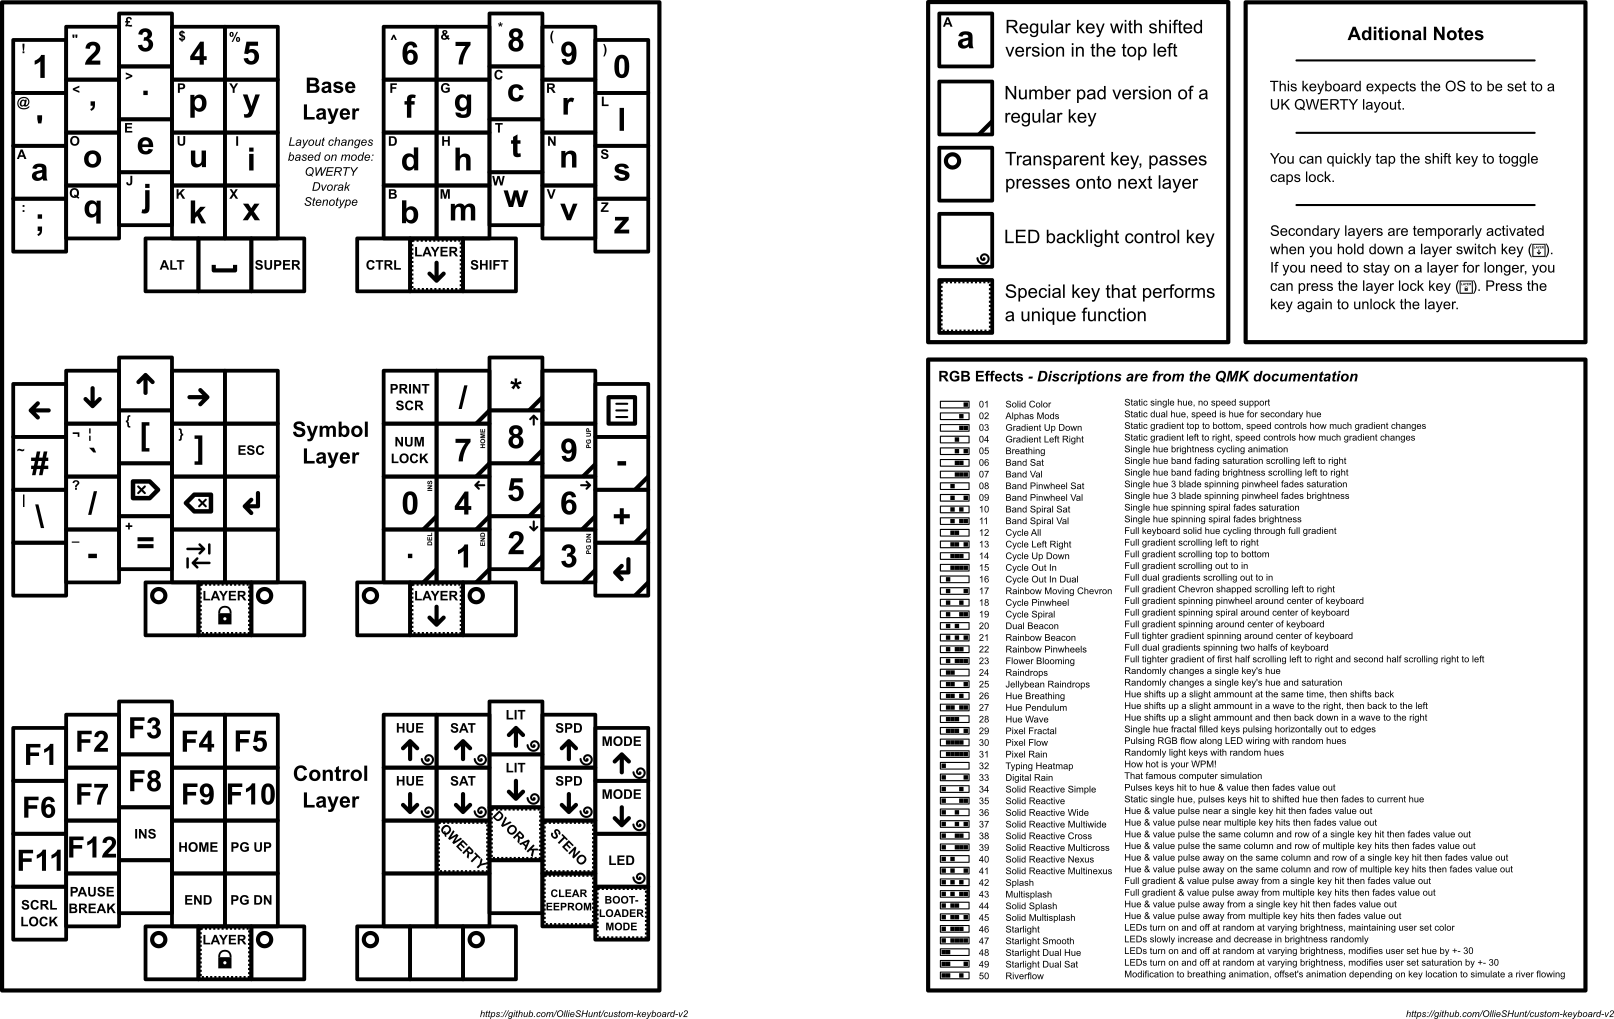 ! 1
" 2
£ 3
$ 4
% 5
@ '
< ,
> .
P p
Y y
A a
O o
E e
U u
I i
: ;
Q q
J j
K k
X x
ALT
SUPER
Base
Layer
Layout changes
based on mode:
QWERTY
Dvorak
Stenotype
^ 6
& 7
* 8
( 9
) 0
F f
G g
C c
R r
L l
D d
H h
T t
N n
S s
B b
M m
W w
V v
Z z
CTRL
LAYER
↓
SHIFT
← ↓ ↑ →
~ #
¬ ¦ `
{ [
} ]
ESC
| \
? /
_ -
+ =
LAYER
Symbol
Layer
PRINT
SCR
/
*
NUM
LOCK
7 HOME
8 ↑
9 PG UP
-
0 INS
4 ←
5
6 →
+
. DEL
1 END
2 ↓
3 PG DN
LAYER
↓
F1
F2
F3
F4
F5
F6
F7
F8
F9
F10
F11
F12
INS
HOME
PG UP
SCRL
LOCK
PAUSE
BREAK
END
PG DN
LAYER
Control
Layer
HUE ↑
SAT ↑
LIT ↑
SPD ↑
MODE ↑
HUE ↓
SAT ↓
LIT ↓
SPD ↓
MODE ↓
QWERTY
DVORAK
STENO
LED
CLEAR
EEPROM
BOOT-
LOADER
MODE
https://github.com/OllieSHunt/custom-keyboard-v2
A a
Regular key with shifted
version in the top left
Number pad version of a
regular key
Transparent key, passes
presses onto next layer
LED backlight control key
Special key that performs
a unique function
Aditional Notes
This keyboard expects the OS to be set to a
UK QWERTY layout.
You can quickly tap the shift key to toggle
caps lock.
Secondary layers are temporarly activated
when you hold down a layer switch key ( ).
If you need to stay on a layer for longer, you
can press the layer lock key ( ). Press the
key again to unlock the layer.
RGB Effects - Discriptions are from the QMK documentation
01 Solid Color Static single hue, no speed support
02 Alphas Mods Static dual hue, speed is hue for secondary hue
03 Gradient Up Down Static gradient top to bottom, speed controls how much gradient changes
04 Gradient Left Right Static gradient left to right, speed controls how much gradient changes
05 Breathing Single hue brightness cycling animation
06 Band Sat Single hue band fading saturation scrolling left to right
07 Band Val Single hue band fading brightness scrolling left to right
08 Band Pinwheel Sat Single hue 3 blade spinning pinwheel fades saturation
09 Band Pinwheel Val Single hue 3 blade spinning pinwheel fades brightness
10 Band Spiral Sat Single hue spinning spiral fades saturation
11 Band Spiral Val Single hue spinning spiral fades brightness
12 Cycle All Full keyboard solid hue cycling through full gradient
13 Cycle Left Right Full gradient scrolling left to right
14 Cycle Up Down Full gradient scrolling top to bottom
15 Cycle Out In Full gradient scrolling out to in
16 Cycle Out In Dual Full dual gradients scrolling out to in
17 Rainbow Moving Chevron Full gradient Chevron shapped scrolling left to right
18 Cycle Pinwheel Full gradient spinning pinwheel around center of keyboard
19 Cycle Spiral Full gradient spinning spiral around center of keyboard
20 Dual Beacon Full gradient spinning around center of keyboard
21 Rainbow Beacon Full tighter gradient spinning around center of keyboard
22 Rainbow Pinwheels Full dual gradients spinning two halfs of keyboard
23 Flower Blooming Full tighter gradient of first half scrolling left to right and second half scrolling right to left
24 Raindrops Randomly changes a single key's hue
25 Jellybean Raindrops Randomly changes a single key's hue and saturation
26 Hue Breathing Hue shifts up a slight ammount at the same time, then shifts back
27 Hue Pendulum Hue shifts up a slight ammount in a wave to the right, then back to the left
28 Hue Wave Hue shifts up a slight ammount and then back down in a wave to the right
29 Pixel Fractal Single hue fractal filled keys pulsing horizontally out to edges
30 Pixel Flow Pulsing RGB flow along LED wiring with random hues
31 Pixel Rain Randomly light keys with random hues
32 Typing Heatmap How hot is your WPM!
33 Digital Rain That famous computer simulation
34 Solid Reactive Simple Pulses keys hit to hue & value then fades value out
35 Solid Reactive Static single hue, pulses keys hit to shifted hue then fades to current hue
36 Solid Reactive Wide Hue & value pulse near a single key hit then fades value out
37 Solid Reactive Multiwide Hue & value pulse near multiple key hits then fades value out
38 Solid Reactive Cross Hue & value pulse the same column and row of a single key hit then fades value out
39 Solid Reactive Multicross Hue & value pulse the same column and row of multiple key hits then fades value out
40 Solid Reactive Nexus Hue & value pulse away on the same column and row of a single key hit then fades value out
41 Solid Reactive Multinexus Hue & value pulse away on the same column and row of multiple key hits then fades value out
42 Splash Full gradient & value pulse away from a single key hit then fades value out
43 Multisplash Full gradient & value pulse away from multiple key hits then fades value out
44 Solid Splash Hue & value pulse away from a single key hit then fades value out
45 Solid Multisplash Hue & value pulse away from multiple key hits then fades value out
46 Starlight LEDs turn on and off at random at varying brightness, maintaining user set color
47 Starlight Smooth LEDs slowly increase and decrease in brightness randomly
48 Starlight Dual Hue LEDs turn on and off at random at varying brightness, modifies user set hue by +- 30
49 Starlight Dual Sat LEDs turn on and off at random at varying brightness, modifies user set saturation by +- 30
50 Riverflow Modification to breathing animation, offset's animation depending on key location to simulate a river flowing
https://github.com/OllieSHunt/custom-keyboard-v2